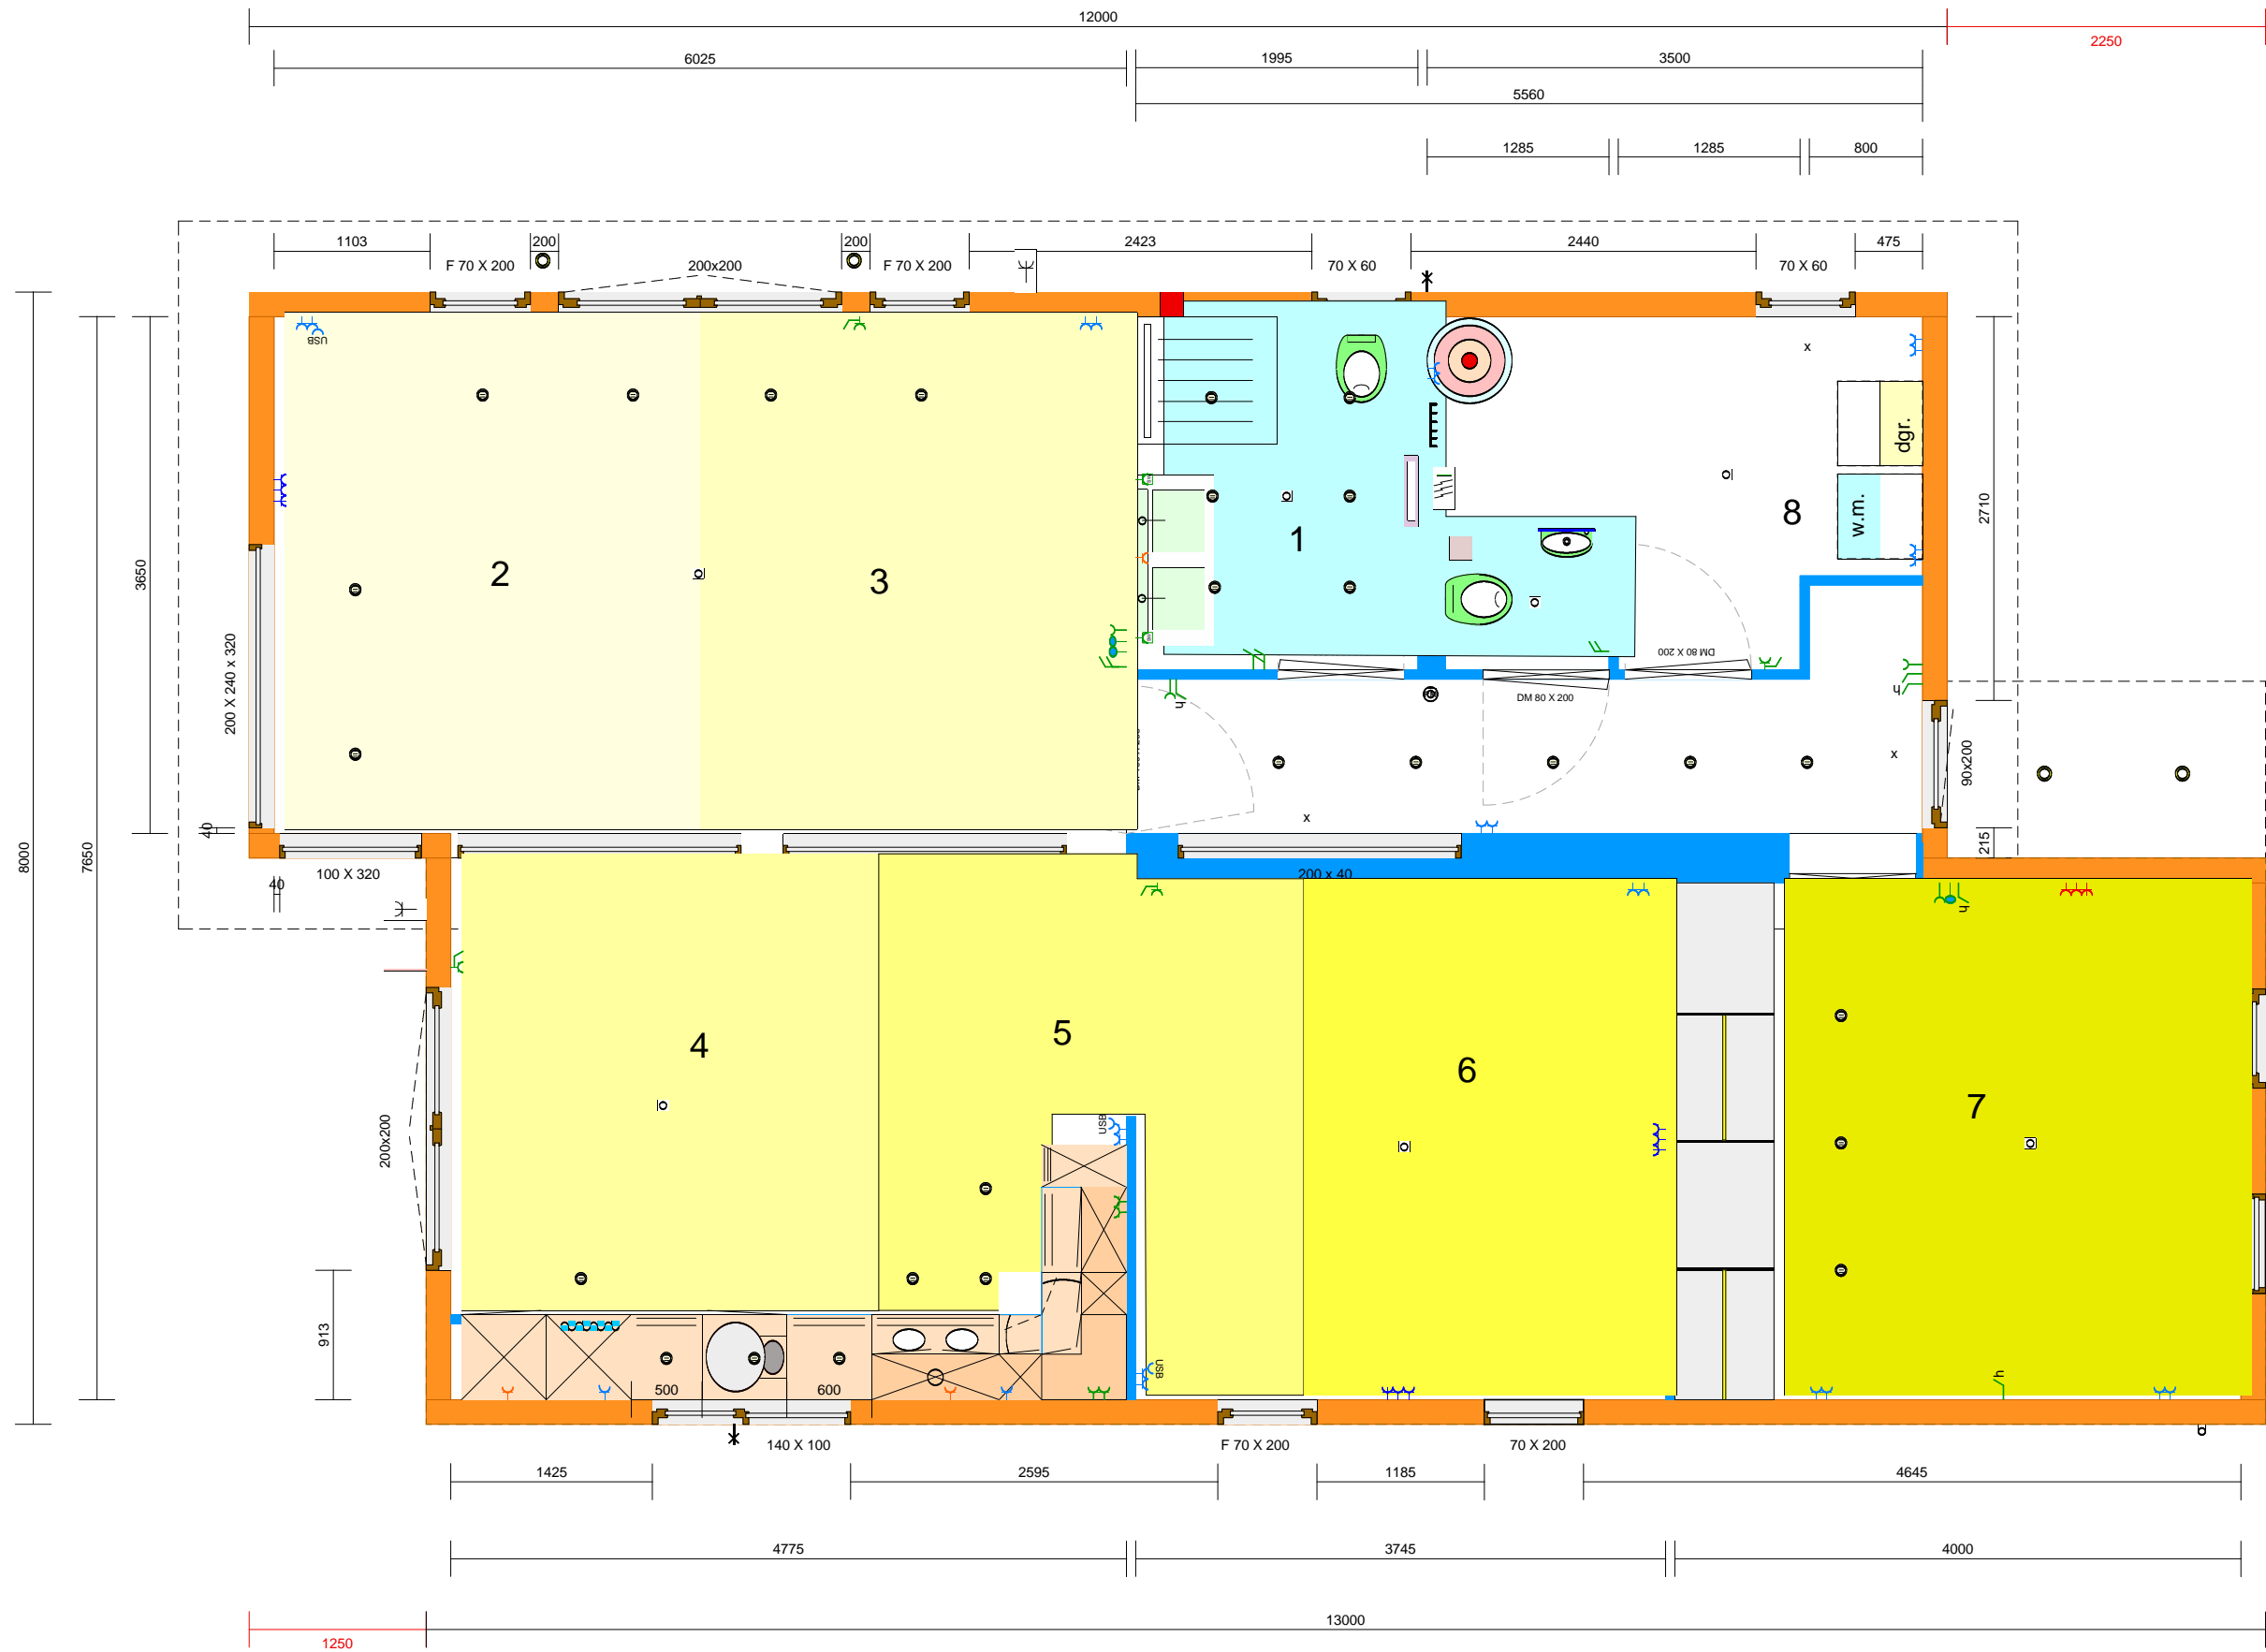 12000
2250
6025
1995
3500
5560
1285
1285
800
1103
200
200
2423
2440
475
F 70 X 200
200x200
F 70 X 200
70 X 60
70 X 60
USB
x
dgr.
w.m.
8
1
2
3
2710
3650
8000
7650
200 X 240 x 320
DM 80 X 200
DM 80 X 200
h
h
x
x
90x200
215
40
40
100 X 320
200 x 40
h
4
5
6
7
200x200
USB
USB
913
500
600
h
140 X 100
F 70 X 200
70 X 200
1425
2595
1185
4645
4775
3745
4000
13000
1250